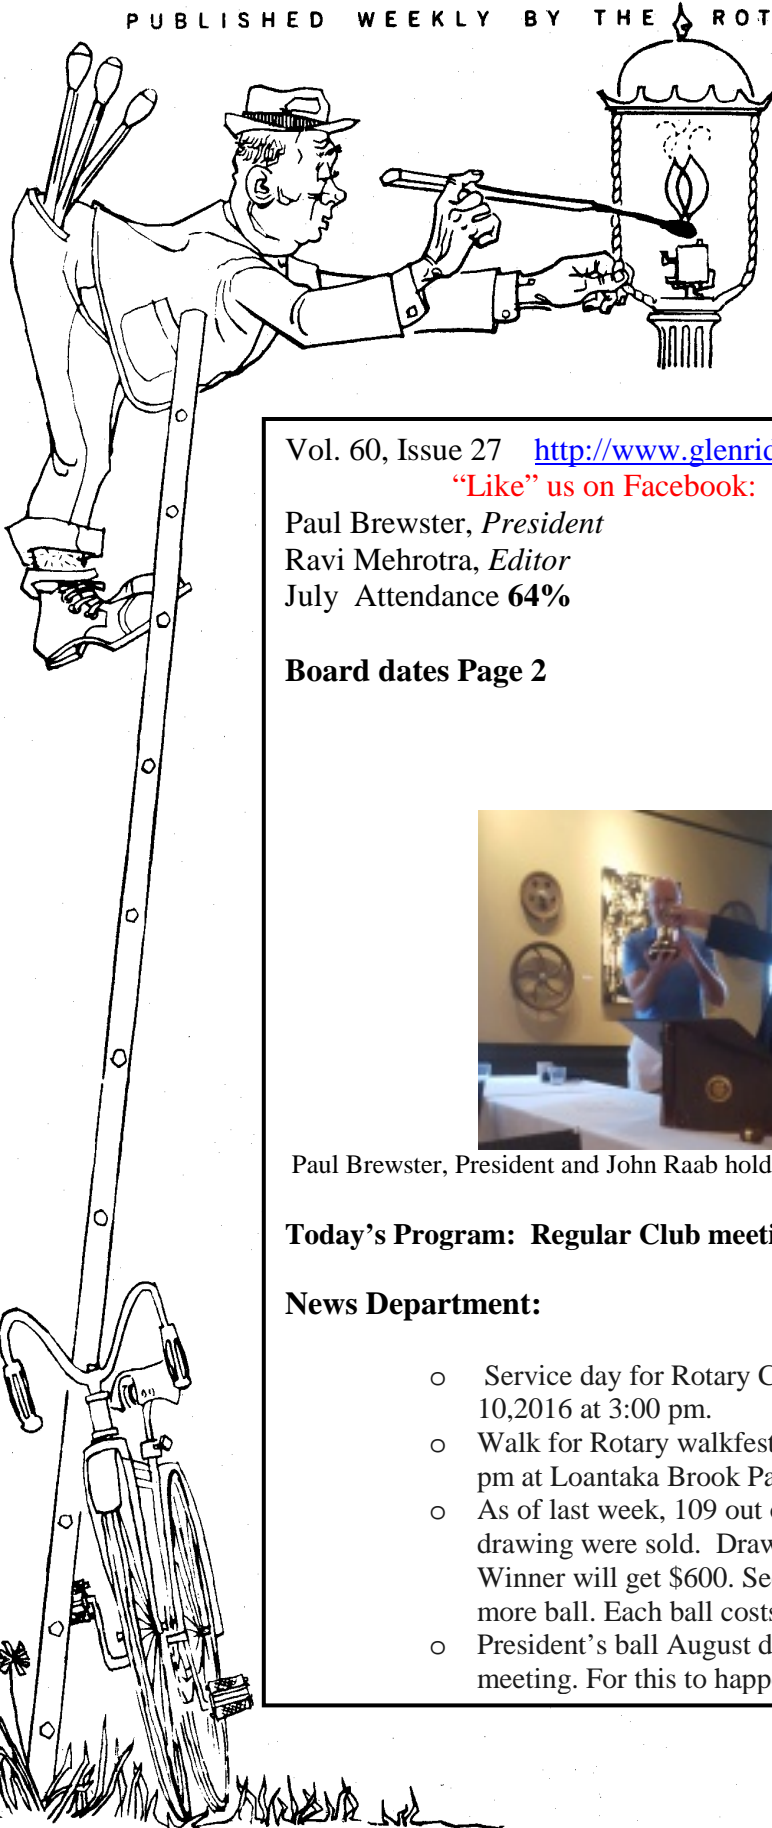 PUBLISHED WEEKLY BY THE ROT
Vol. 60, Issue 27 http://www.glenric
“Like” us on Facebook:
Paul Brewster, President
Ravi Mehrotra, Editor
July Attendance 64%
Board dates Page 2
Paul Brewster, President and John Raab hold
Today’s Program: Regular Club meeti
News Department:
o Service day for Rotary C
10,2016 at 3:00 pm.
o Walk for Rotary walkfest
pm at Loantaka Brook Pa
o As of last week, 109 out
drawing were sold. Draw
Winner will get $600. Se
more ball. Each ball costs
o President’s ball August d
meeting. For this to happ